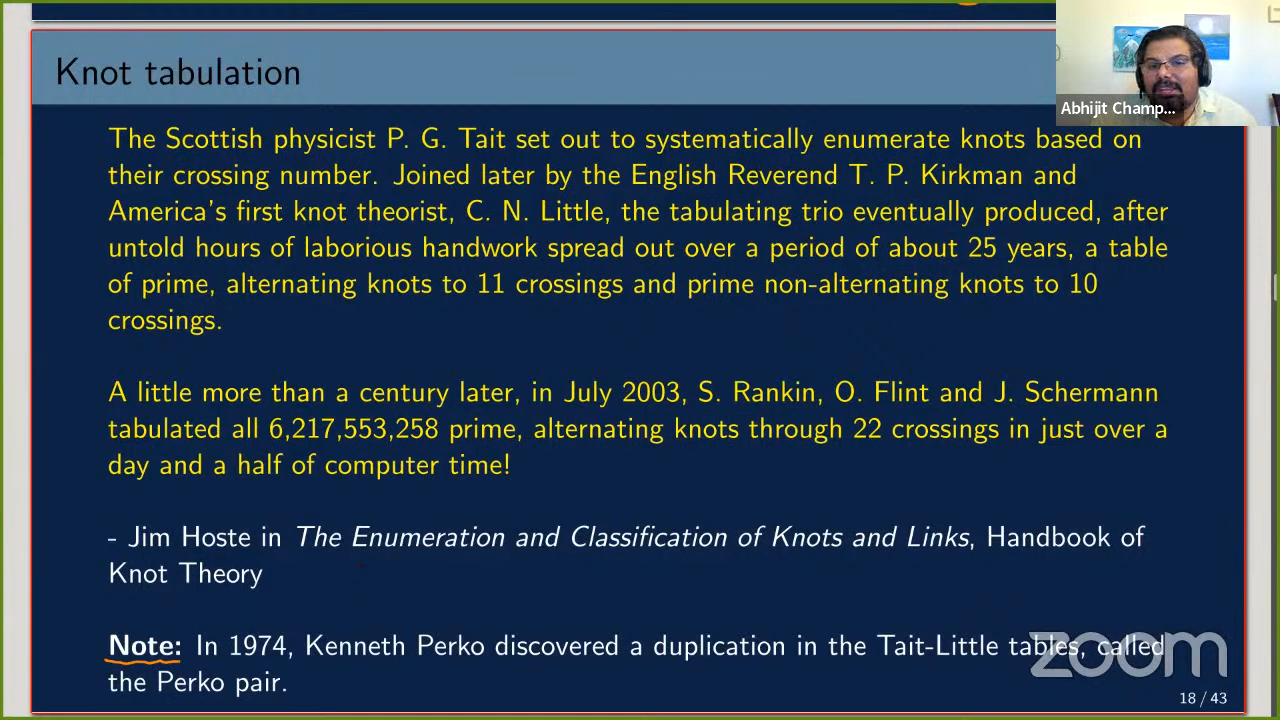 Knot tabulation
Abhijit Champ...
The Scottish physicist P. G. Tait set out to systematically enumerate knots based on
their crossing number. Joined later by the English Reverend T. P. Kirkman and
America's first knot theorist, C. N. Little, the tabulating trio eventually produced, after
untold hours of laborious handwork spread out over a period of about 25 years, a table
of prime, alternating knots to 11 crossings and prime non-alternating knots to 10
crossings.
A little more than a century later, in July 2003, S. Rankin, O. Flint and J. Schermann
tabulated all 6,217,553,258 prime, alternating knots through 22 crossings in just over a
day and a half of computer time!
- Jim Hoste in The Enumeration and Classification of Knots and Links, Handbook of
Knot Theory
Note: In 1974, Kenneth Perko discovered a duplication in the Tait-Little tables, called
the Perko pair.
zoom
18 / 43